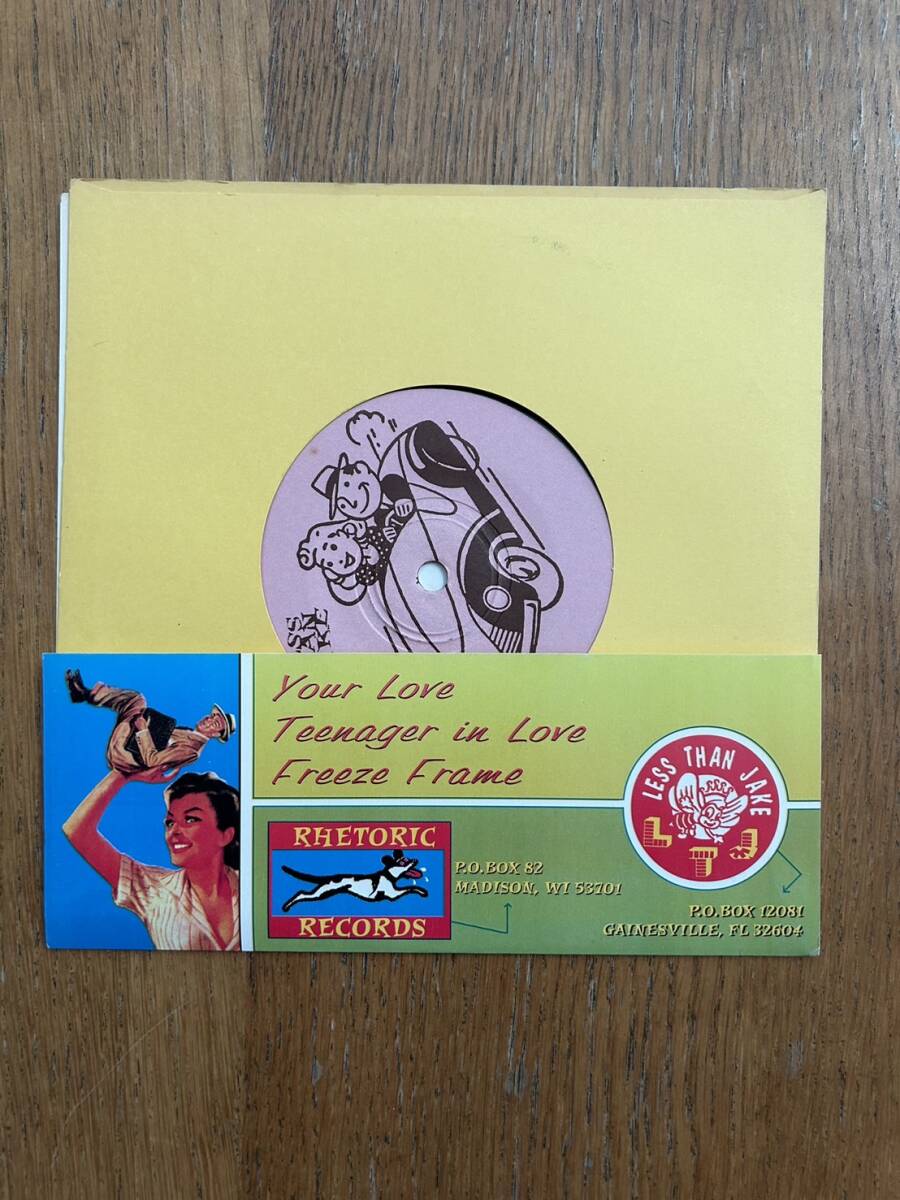 Your Love
Teenager in Love
Freeze Frame
LESS THAN JAKE
LTJ
RHETORIC
RECORDS
P.O.BOX 82
MADISON, WI 53701
P.O.BOX 12081
GAINESVILLE, FL 32604